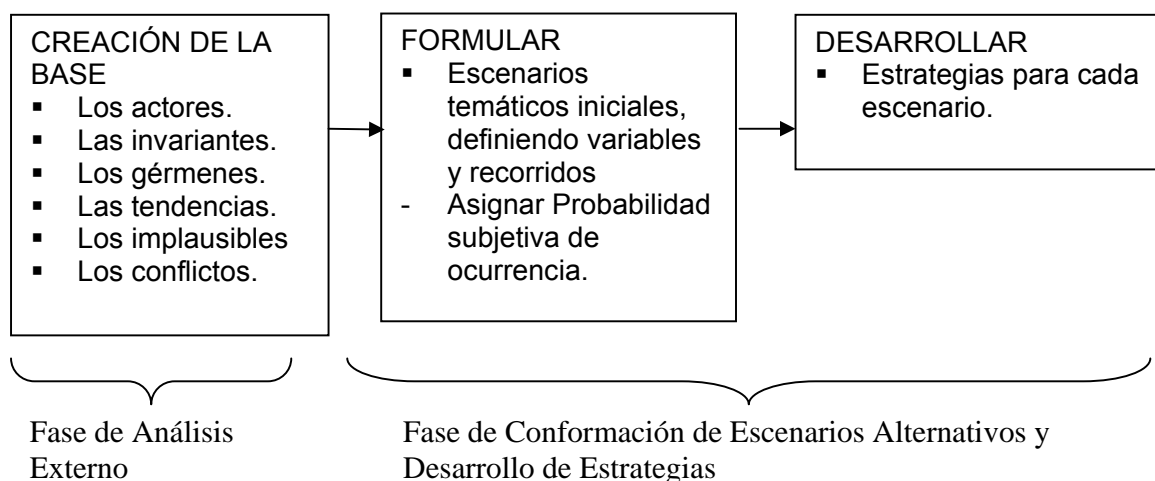 CREACIÓN DE LA
BASE
▪ Los actores.
▪ Las invariantes.
▪ Los gérmenes.
▪ Las tendencias.
▪ Los implausibles
▪ Los conflictos.
FORMULAR
▪ Escenarios
temáticos iniciales,
definiendo variables
y recorridos
- Asignar Probabilidad
subjetiva de
ocurrencia.
DESARROLLAR
▪ Estrategias para cada
escenario.
Fase de Análisis
Externo
Fase de Conformación de Escenarios Alternativos y
Desarrollo de Estrategias